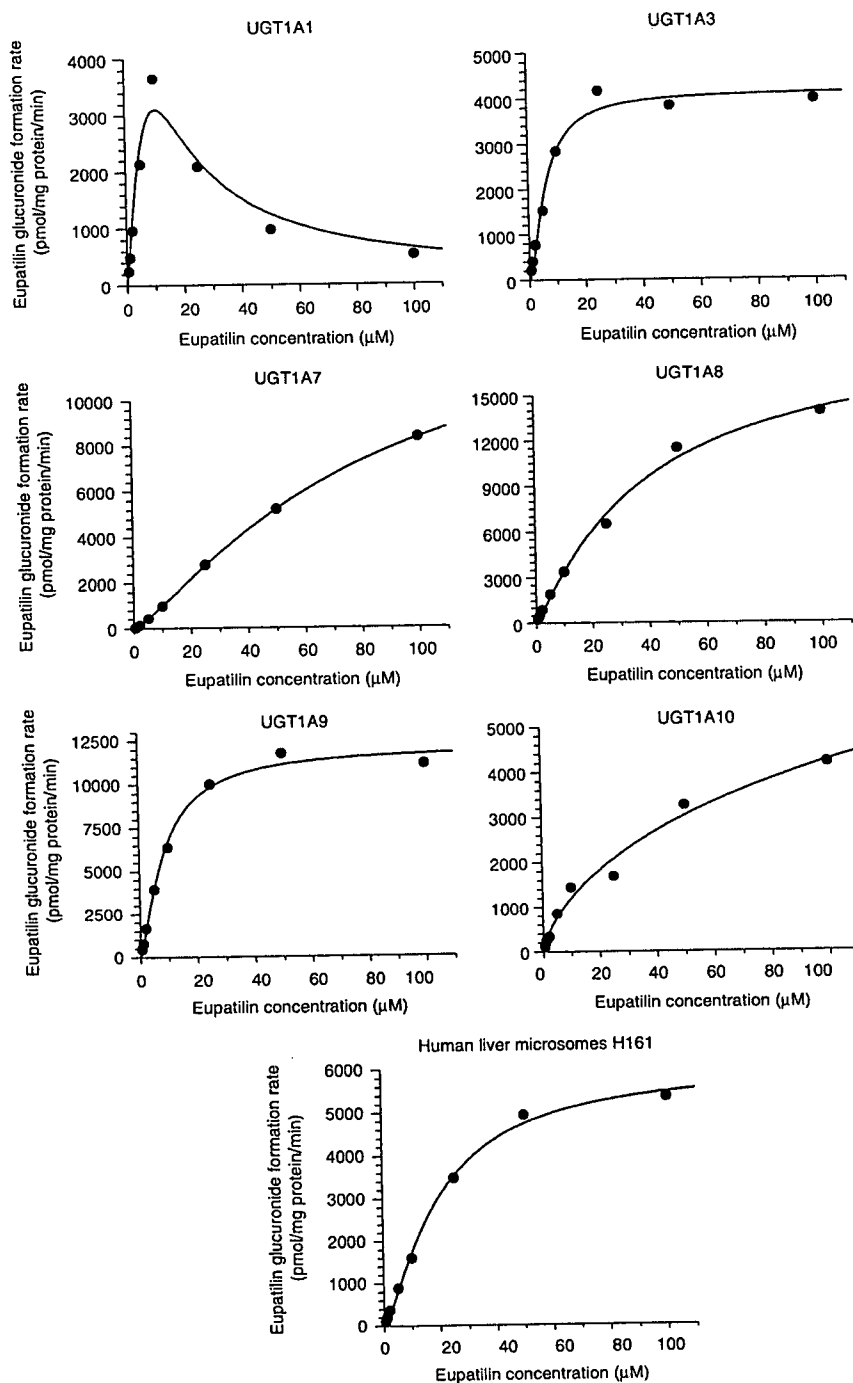 UGT1A1
Eupatilin glucuronide formation rate
(pmol/mg protein/min)
4000
3000
2000
1000
0
0 20 40 60 80 100
Eupatilin concentration (μM)
UGT1A3
5000
4000
3000
2000
1000
0
0 20 40 60 80 100
Eupatilin concentration (μM)
UGT1A7
Eupatilin glucuronide formation rate
(pmol/mg protein/min)
10000
8000
6000
4000
2000
0
0 20 40 60 80 100
Eupatilin concentration (μM)
UGT1A8
15000
12000
9000
6000
3000
0
0 20 40 60 80 100
Eupatilin concentration (μM)
UGT1A9
Eupatilin glucuronide formation rate
(pmol/mg protein/min)
12500
10000
7500
5000
2500
0
0 20 40 60 80 100
Eupatilin concentration (μM)
UGT1A10
5000
4000
3000
2000
1000
0
0 20 40 60 80 100
Eupatilin concentration (μM)
Human liver microsomes H161
Eupatilin glucuronide formation rate
(pmol/mg protein/min)
6000
5000
4000
3000
2000
1000
0
0 20 40 60 80 100
Eupatilin concentration (μM)